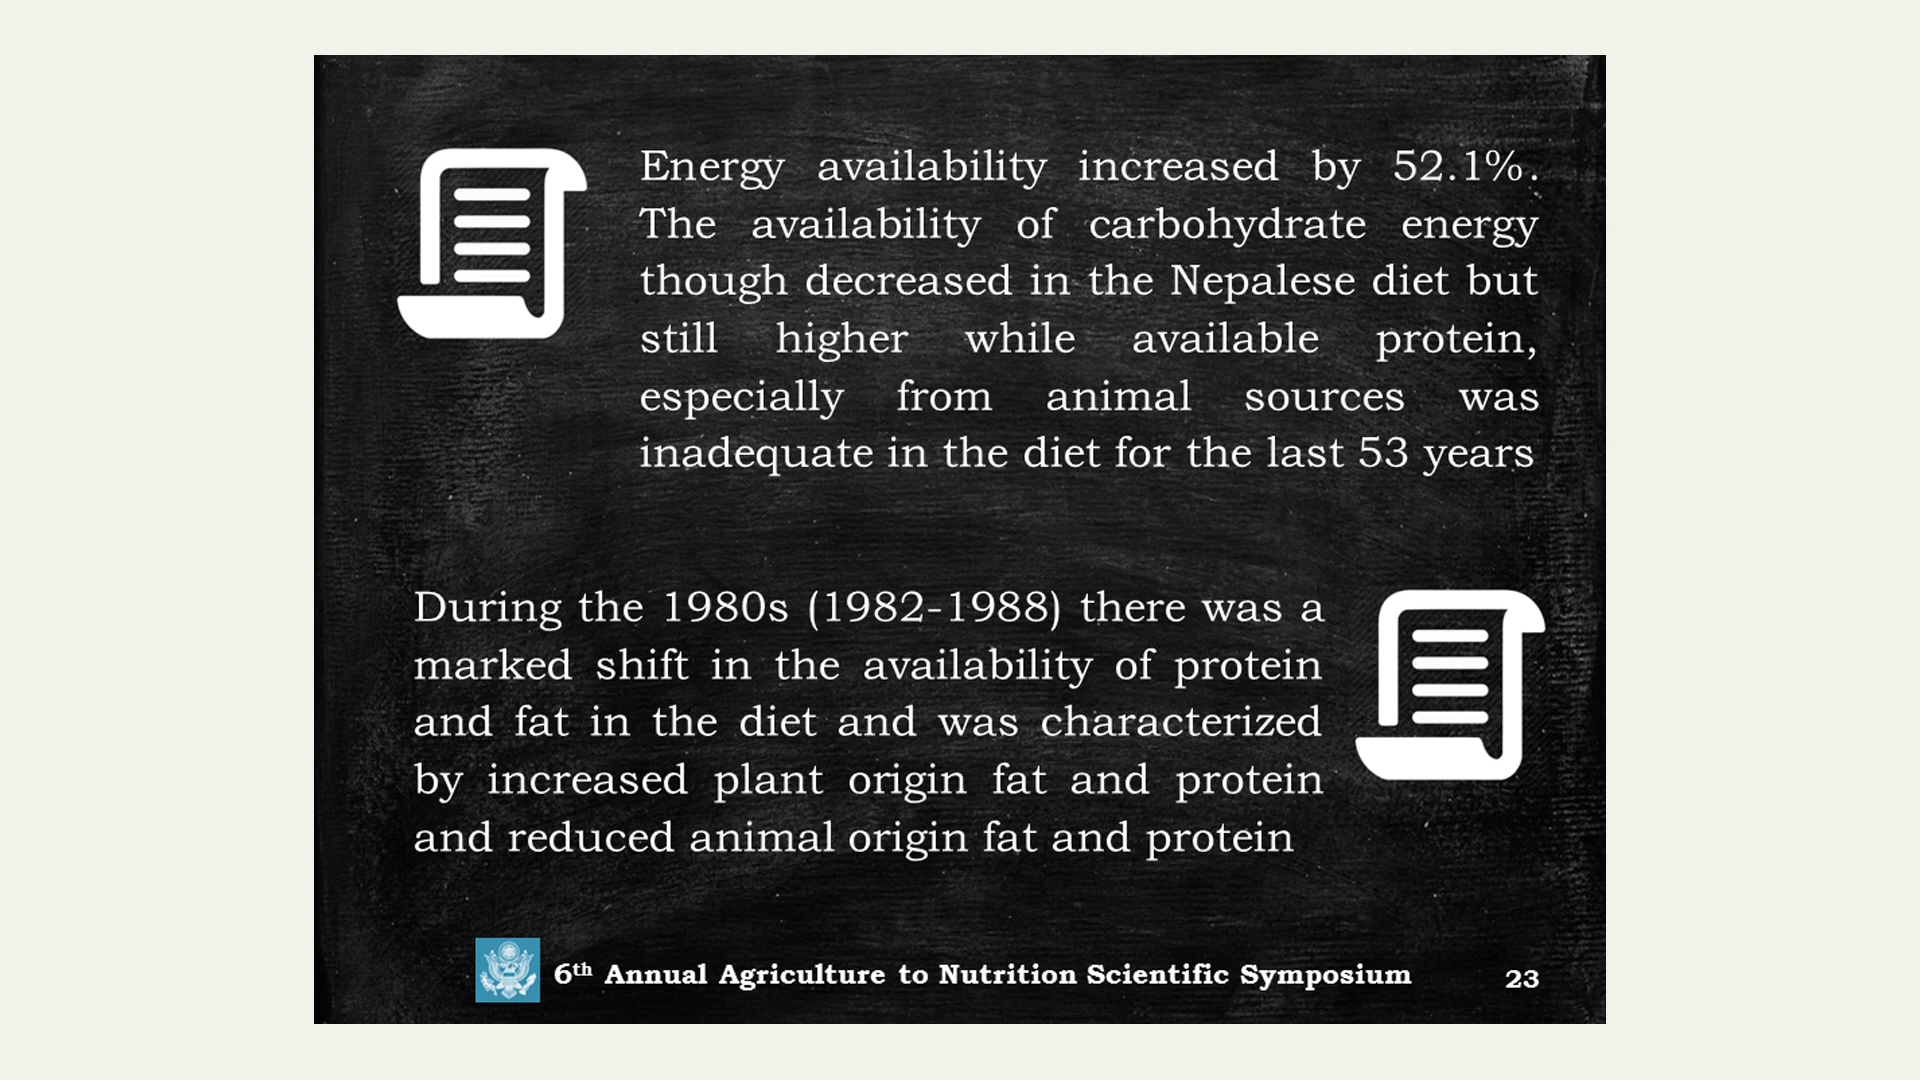 Energy availability increased by 52.1%.
The availability of carbohydrate energy
though decreased in the Nepalese diet but
still higher while available protein,
especially from animal sources was
inadequate in the diet for the last 53 years
During the 1980s (1982-1988) there was a
marked shift in the availability of protein
and fat in the diet and was characterized
by increased plant origin fat and protein
and reduced animal origin fat and protein
6th Annual Agriculture to Nutrition Scientific Symposium
23